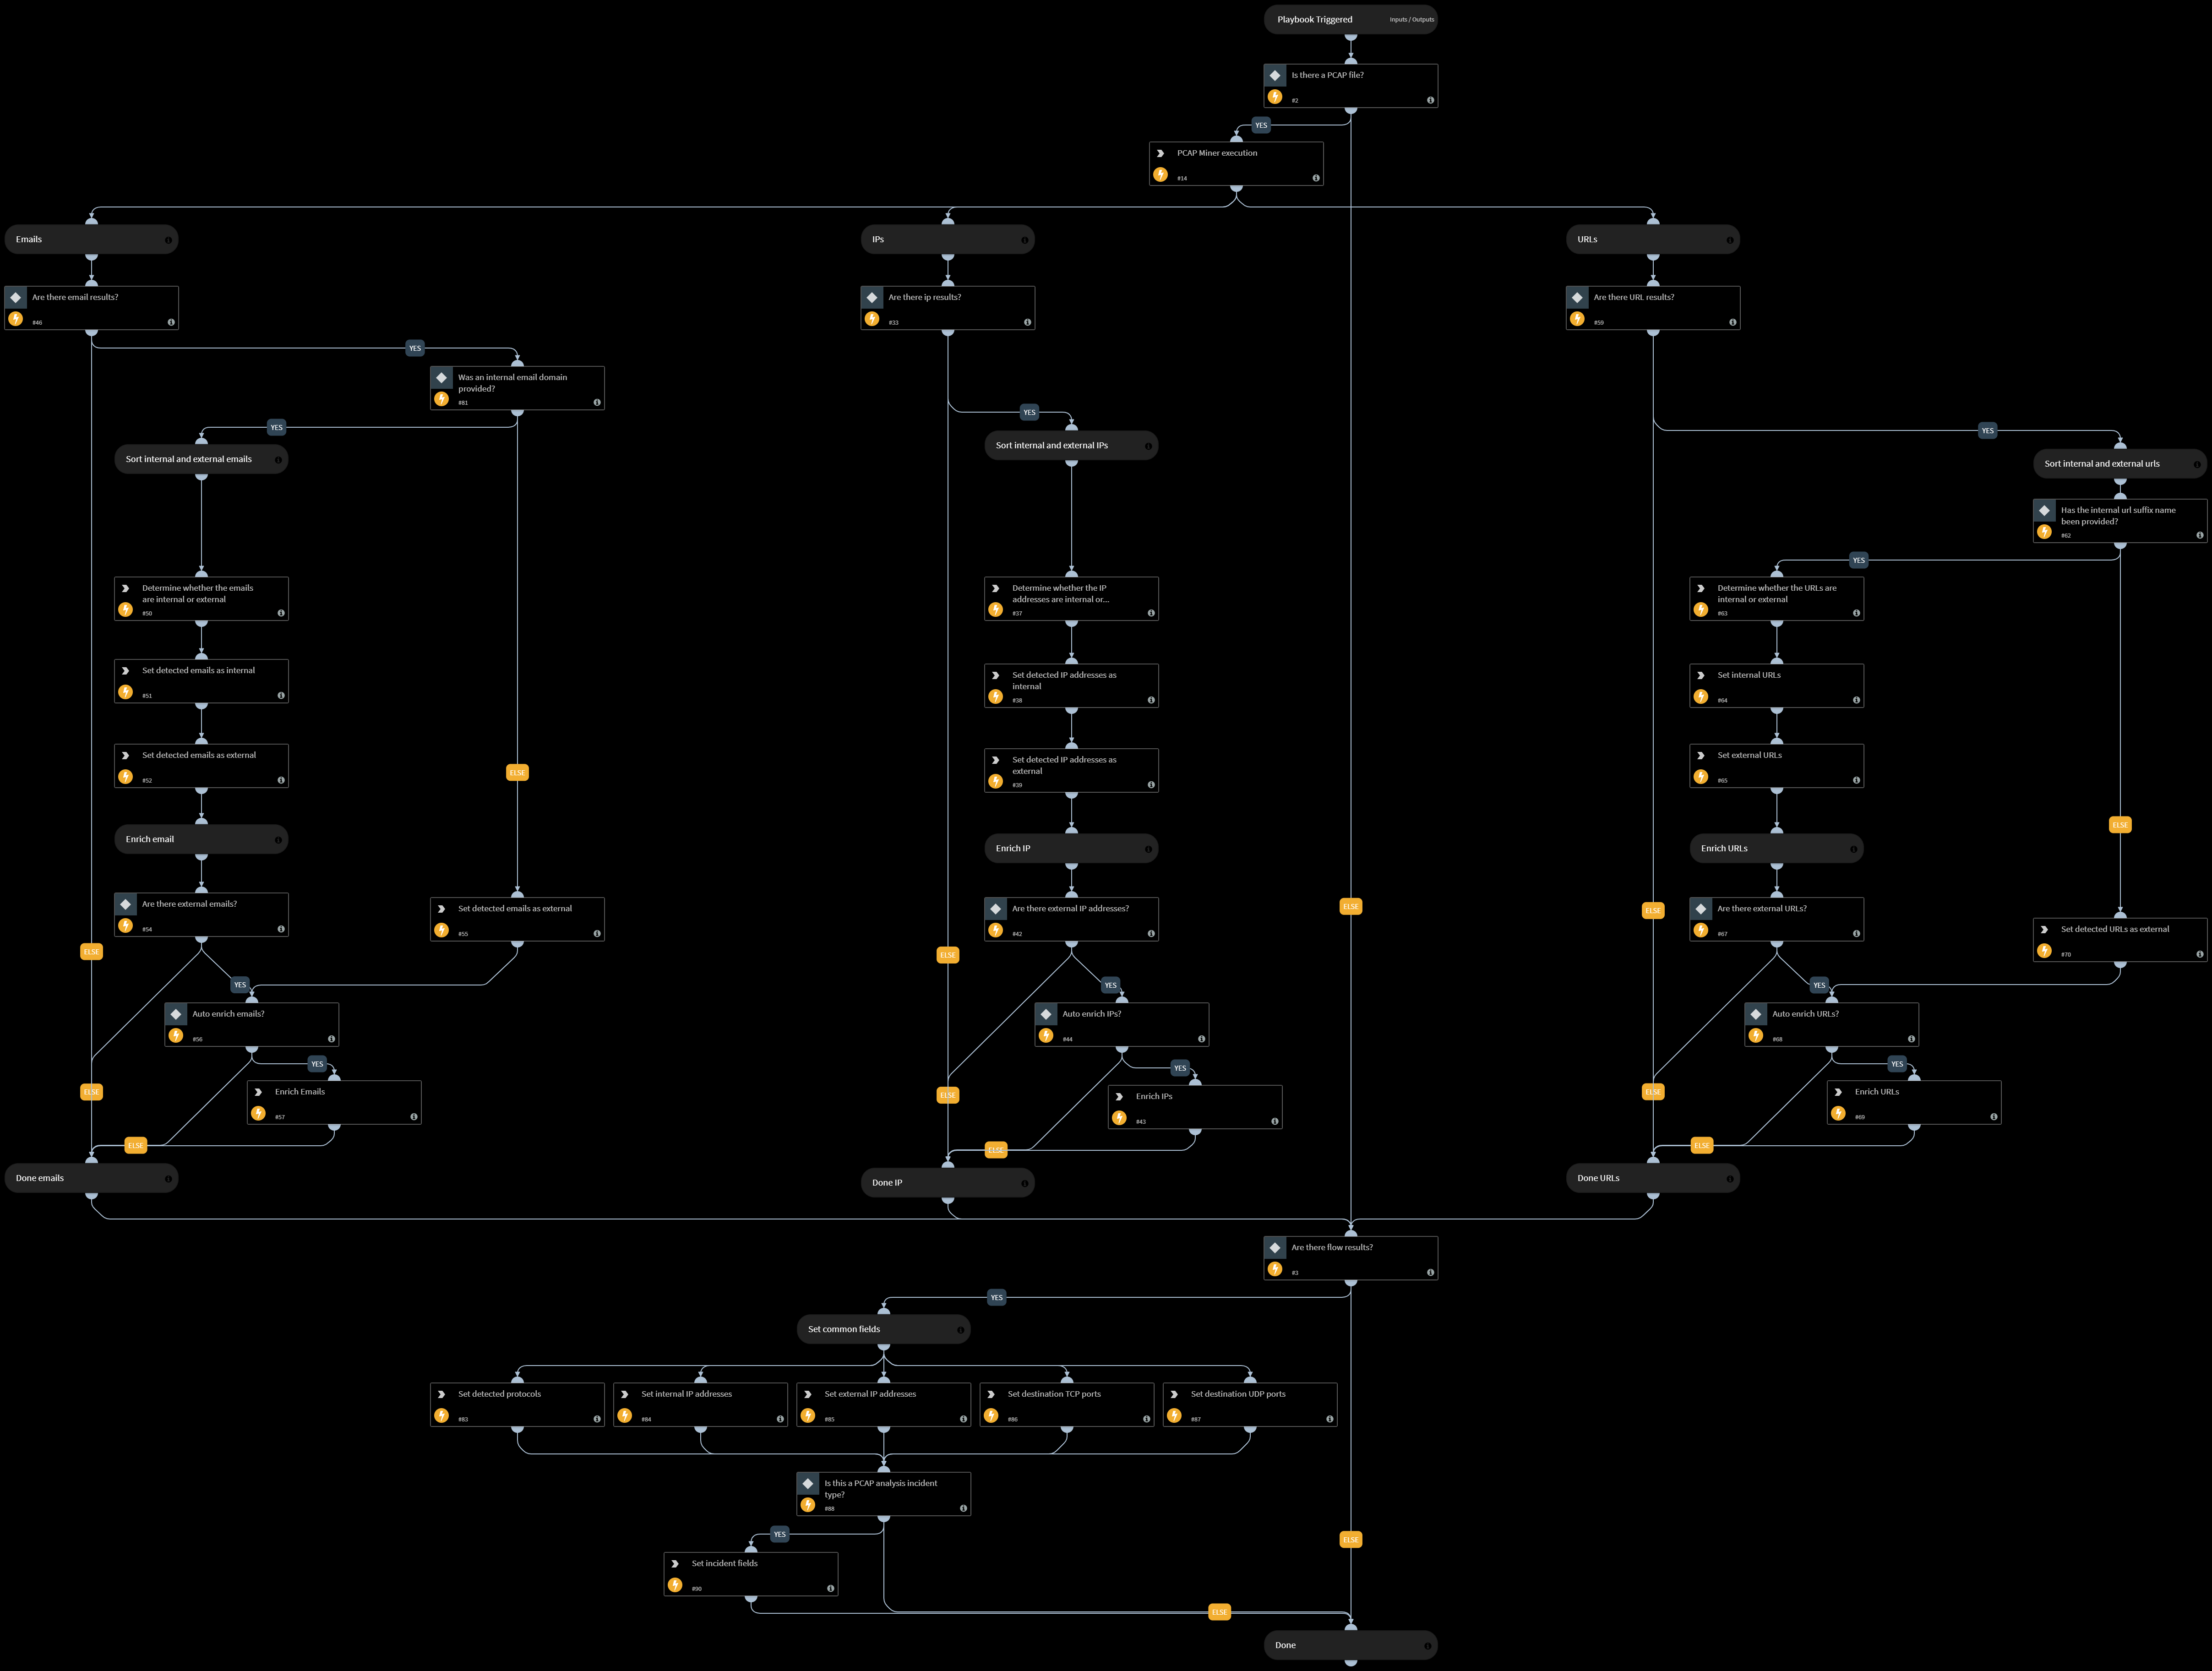 Playbook Triggered
Inputs / Outputs
Is there a PCAP file?
#2
YES
PCAP Miner execution
#14
Emails
IPs
URLs
Are there email results?
#46
Are there ip results?
#33
Are there URL results?
#59
YES
Was an internal email domain
provided?
#81
YES
Sort internal and external emails
YES
Sort internal and external IPs
YES
Sort internal and external urls
Has the internal url suffix name
been provided?
#62
YES
Determine whether the emails
are internal or external
#50
Determine whether the IP
addresses are internal or...
#37
Determine whether the URLs are
internal or external
#63
Set detected emails as internal
#51
Set detected IP addresses as
internal
#38
Set internal URLs
#64
Set detected emails as external
#52
ELSE
Set detected IP addresses as
external
#39
Set external URLs
#65
ELSE
Enrich email
Enrich IP
Enrich URLs
Are there external emails?
#54
Set detected emails as external
#55
Are there external IP addresses?
#42
ELSE
ELSE
Are there external URLs?
#67
Set detected URLs as external
#70
ELSE
ELSE
YES
YES
YES
Auto enrich emails?
#56
Auto enrich IPs?
#44
Auto enrich URLs?
#68
YES
YES
YES
ELSE
Enrich Emails
#57
ELSE
Enrich IPs
#43
ELSE
Enrich URLs
#69
ELSE
ELSE
ELSE
Done emails
Done IP
Done URLs
Are there flow results?
#3
YES
Set common fields
Set detected protocols
#83
Set internal IP addresses
#84
Set external IP addresses
#85
Set destination TCP ports
#86
Set destination UDP ports
#87
Is this a PCAP analysis incident
type?
#88
YES
ELSE
Set incident fields
#90
ELSE
Done